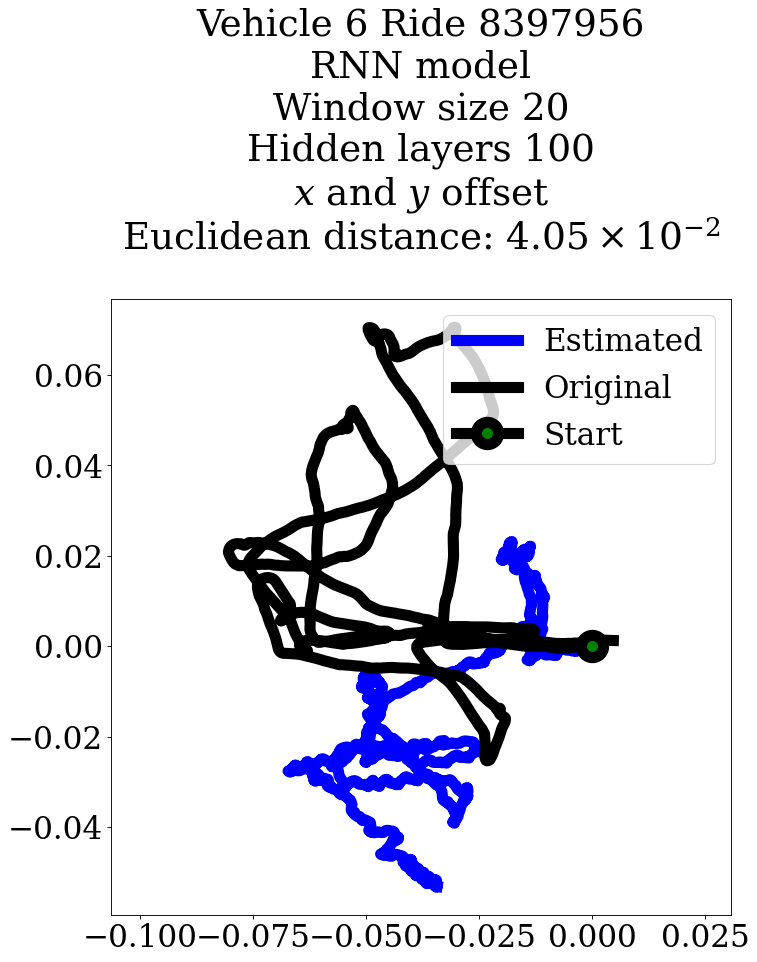 Vehicle 6 Ride 8397956
RNN model
Window size 20
Hidden layers 100
x and y offset
Euclidean distance: 4.05 × 10⁻²
Estimated
Original
Start
0.06
0.04
0.02
0.00
−0.02
−0.04
−0.100 −0.075 −0.050 −0.025 0.000 0.025